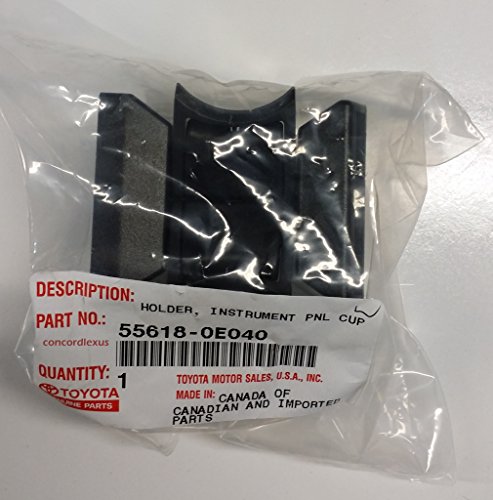 DESCRIPTION: HOLDER, INSTRUMENT PNL CUP
PART NO.: 55618-0E040
concordlexus
QUANTITY: 1
TOYOTA MOTOR SALES, U.S.A., INC.
TOYOTA
MADE IN: CANADA OF
PARTS
CANADIAN AND IMPORTED
PARTS